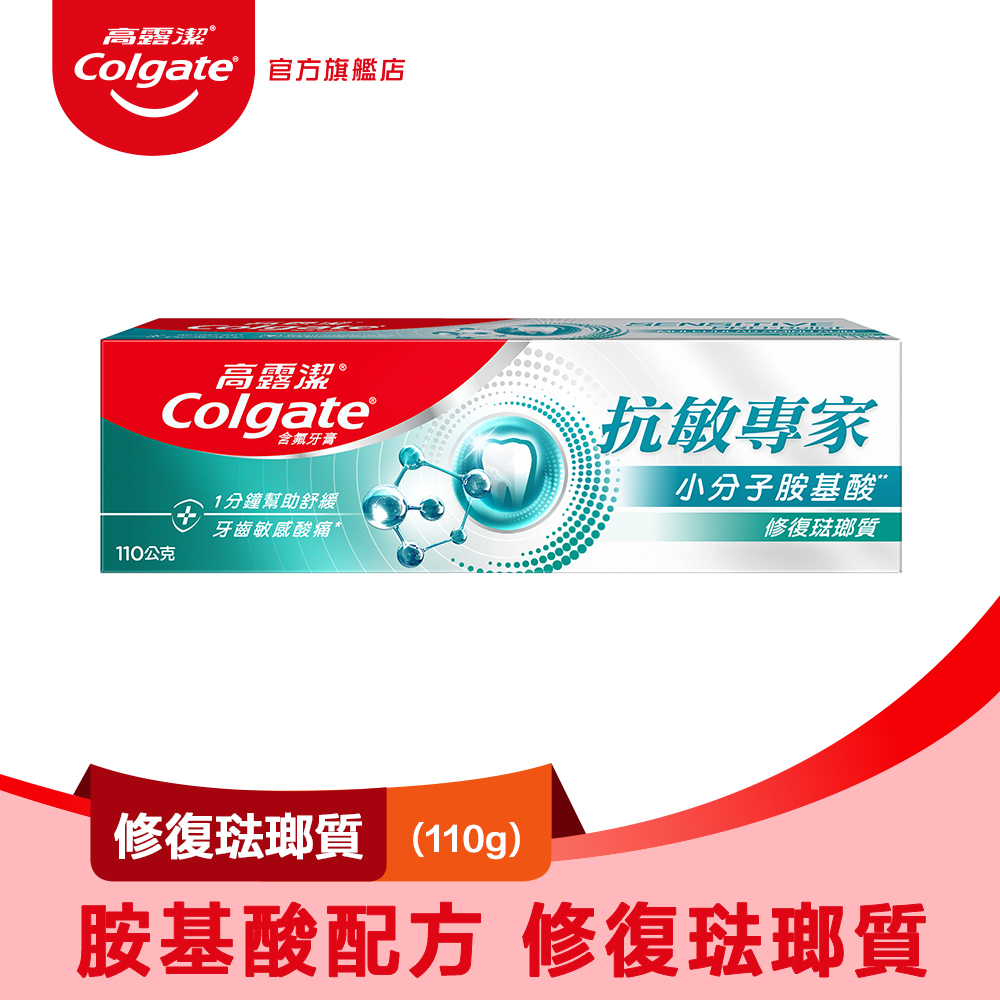 高露潔®
Colgate®
官方旗艦店
Colgate®
SENSITIVE
高露潔®
Colgate®
含氟牙膏
抗敏專家
小分子胺基酸**
修復琺瑯質
1分鐘幫助舒緩
牙齒敏感酸痛*
110公克
修復琺瑯質
(110g)
胺基酸配方 修復琺瑯質